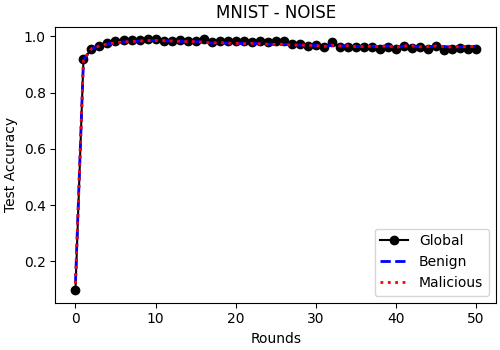 MNIST - NOISE
Test Accuracy
1.0
0.8
0.6
0.4
0.2
0 10 20 30 40 50
Rounds
Global
Benign
Malicious